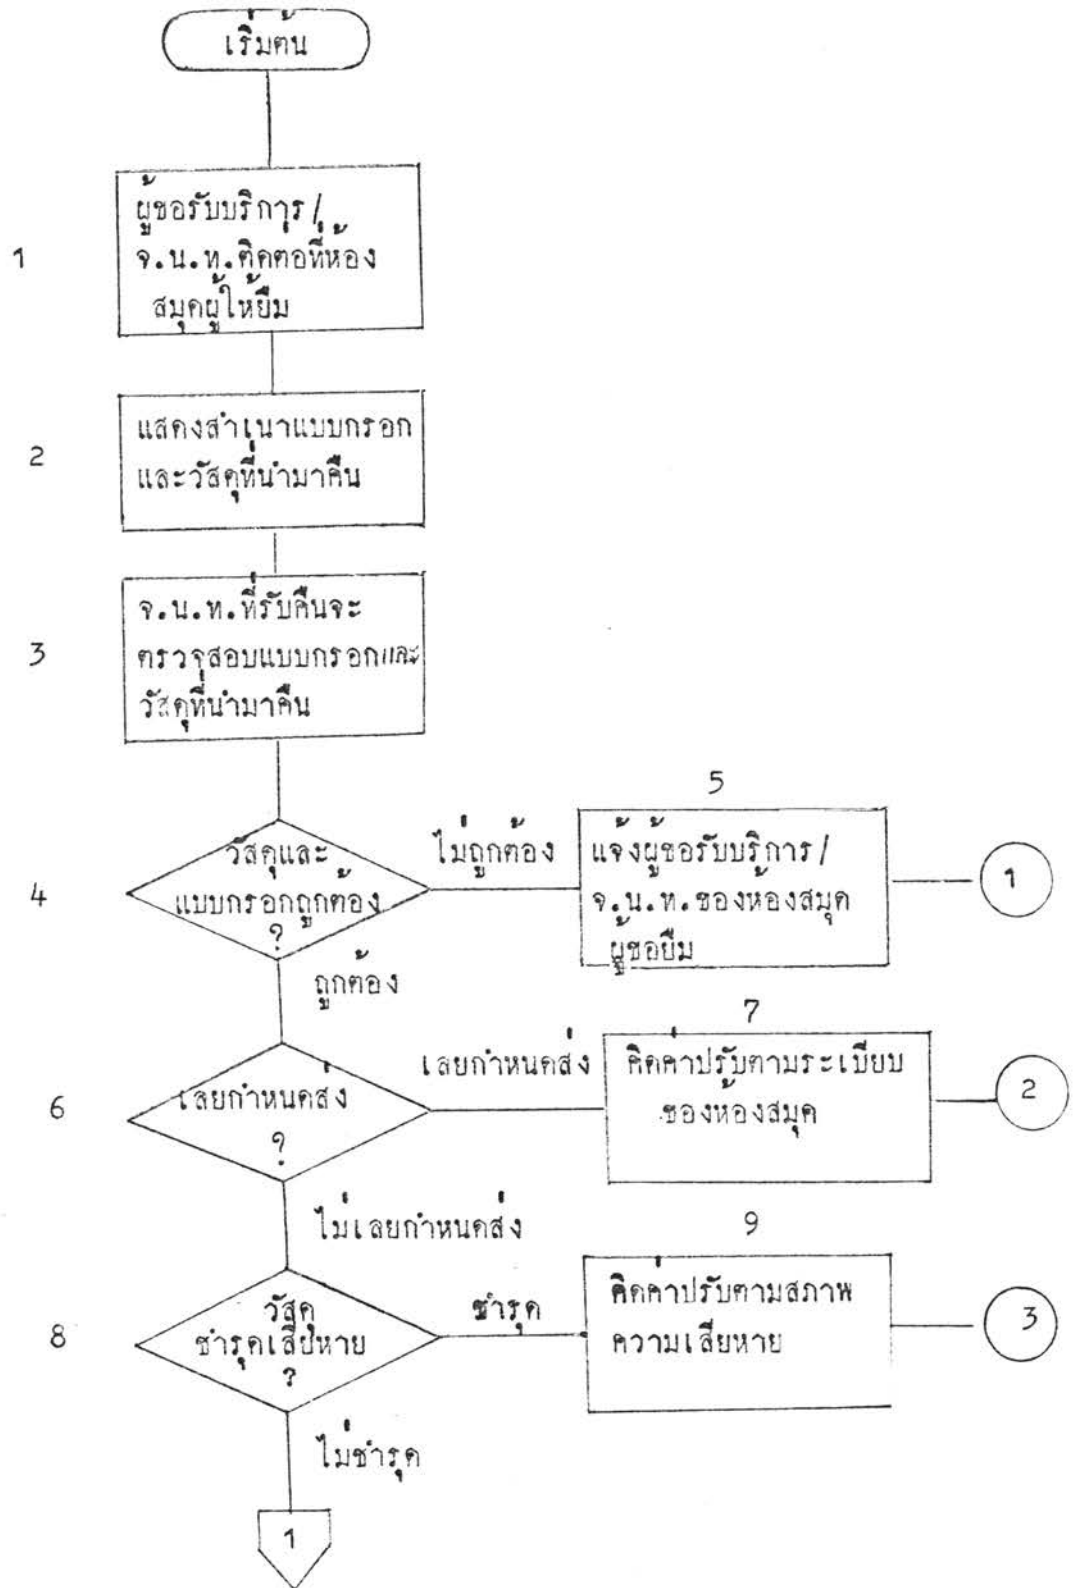 เริ่มต้น
1
ผู้ขอรับบริการ/
จ.น.ท.ติดต่อที่ห้อง
สมุดผู้ให้ยืม
2
แสดงสำเนาแบบกรอก
และวัสดุที่นำมาคืน
3
จ.น.ท.ที่รับคืนจะ
ตรวจสอบแบบกรอกและ
วัสดุที่นำมาคืน
4
วัสดุและ
แบบกรอกถูกต้อง
?
ไม่ถูกต้อง
5
แจ้งผู้ขอรับบริการ/
จ.น.ท.ของห้องสมุด
ผู้ขอยืม
1
ถูกต้อง
6
เลยกำหนดส่ง
?
เลยกำหนดส่ง
7
คิดค่าปรับตามระเบียบ
ของห้องสมุด
2
ไม่เลยกำหนดส่ง
8
วัสดุ
ชำรุดเสียหาย
?
ชำรุด
9
คิดค่าปรับตามสภาพ
ความเสียหาย
3
ไม่ชำรุด
1